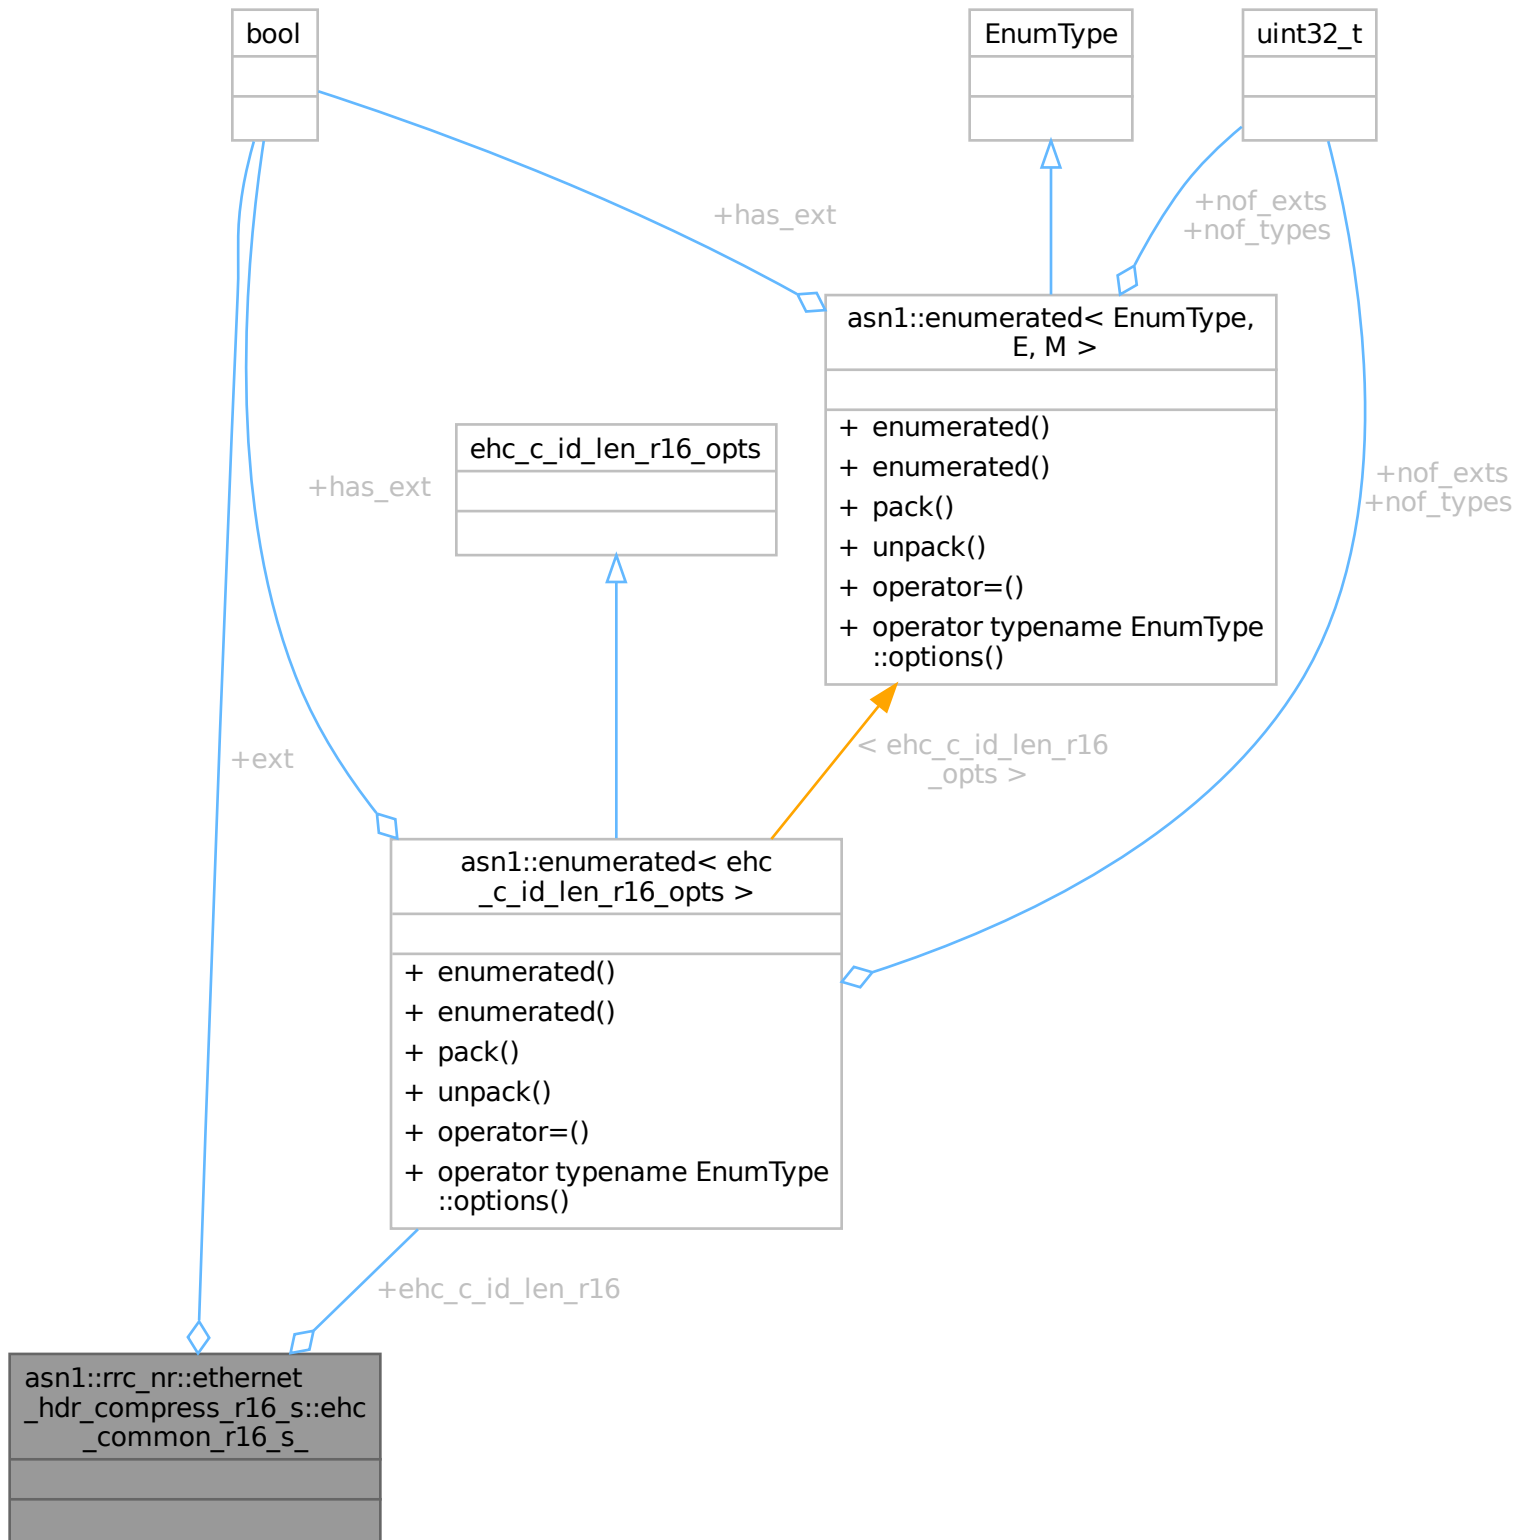 bool
EnumType
uint32_t
+has_ext
+nof_exts
+nof_types
asn1::enumerated< EnumType,
E, M >
+ enumerated()
+ enumerated()
+ pack()
+ unpack()
+ operator=()
+ operator typename EnumType
::options()
ehc_c_id_len_r16_opts
+has_ext
+nof_exts
+nof_types
+ext
< ehc_c_id_len_r16
_opts >
asn1::enumerated< ehc
_c_id_len_r16_opts >
+ enumerated()
+ enumerated()
+ pack()
+ unpack()
+ operator=()
+ operator typename EnumType
::options()
+ehc_c_id_len_r16
asn1::rrc_nr::ethernet
_hdr_compress_r16_s::ehc
_common_r16_s_